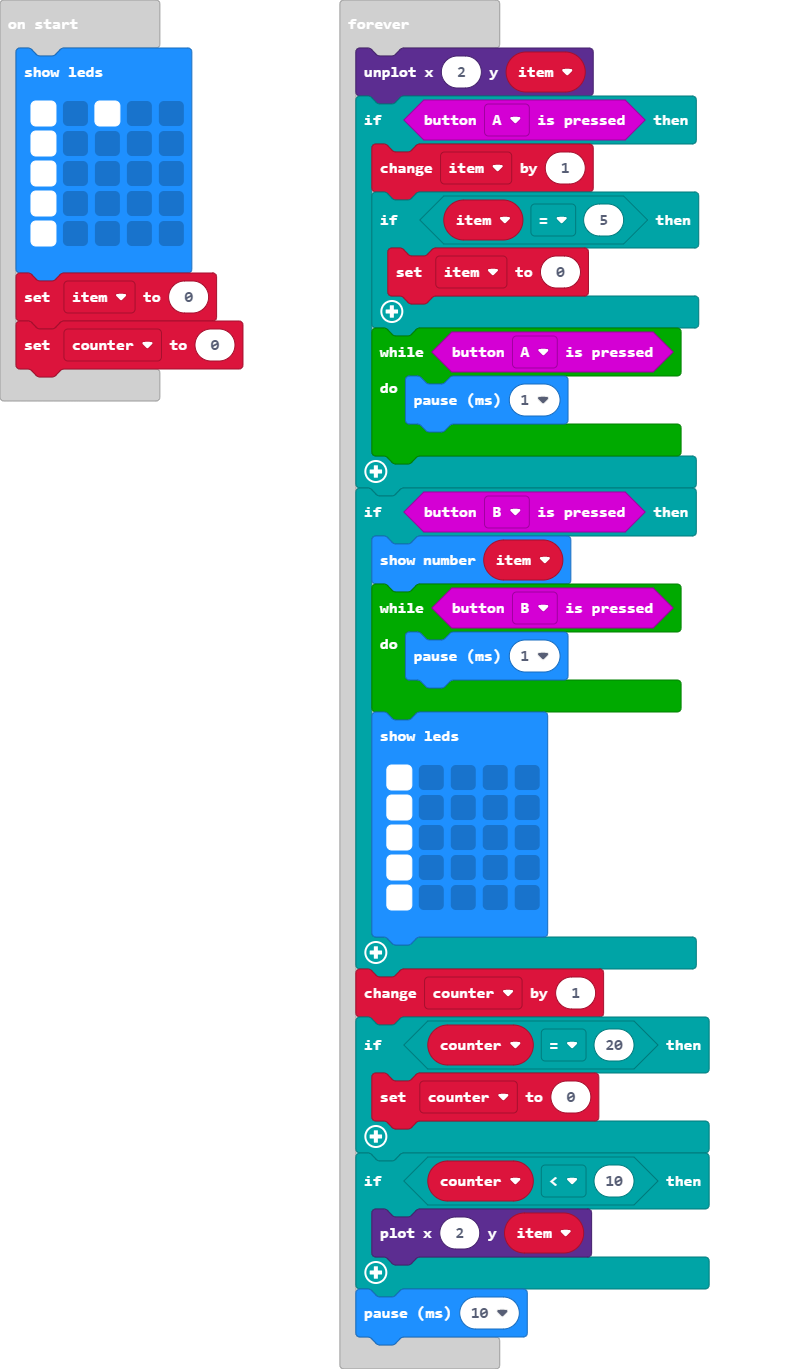 on start
show leds
set item to 0
set counter to 0
forever
unplot x 2 y item
if button A is pressed then
change item by 1
if item = 5 then
set item to 0
while button A is pressed
do pause (ms) 1
if button B is pressed then
show number item
while button B is pressed
do pause (ms) 1
show leds
change counter by 1
if counter = 20 then
set counter to 0
if counter < 10 then
plot x 2 y item
pause (ms) 10